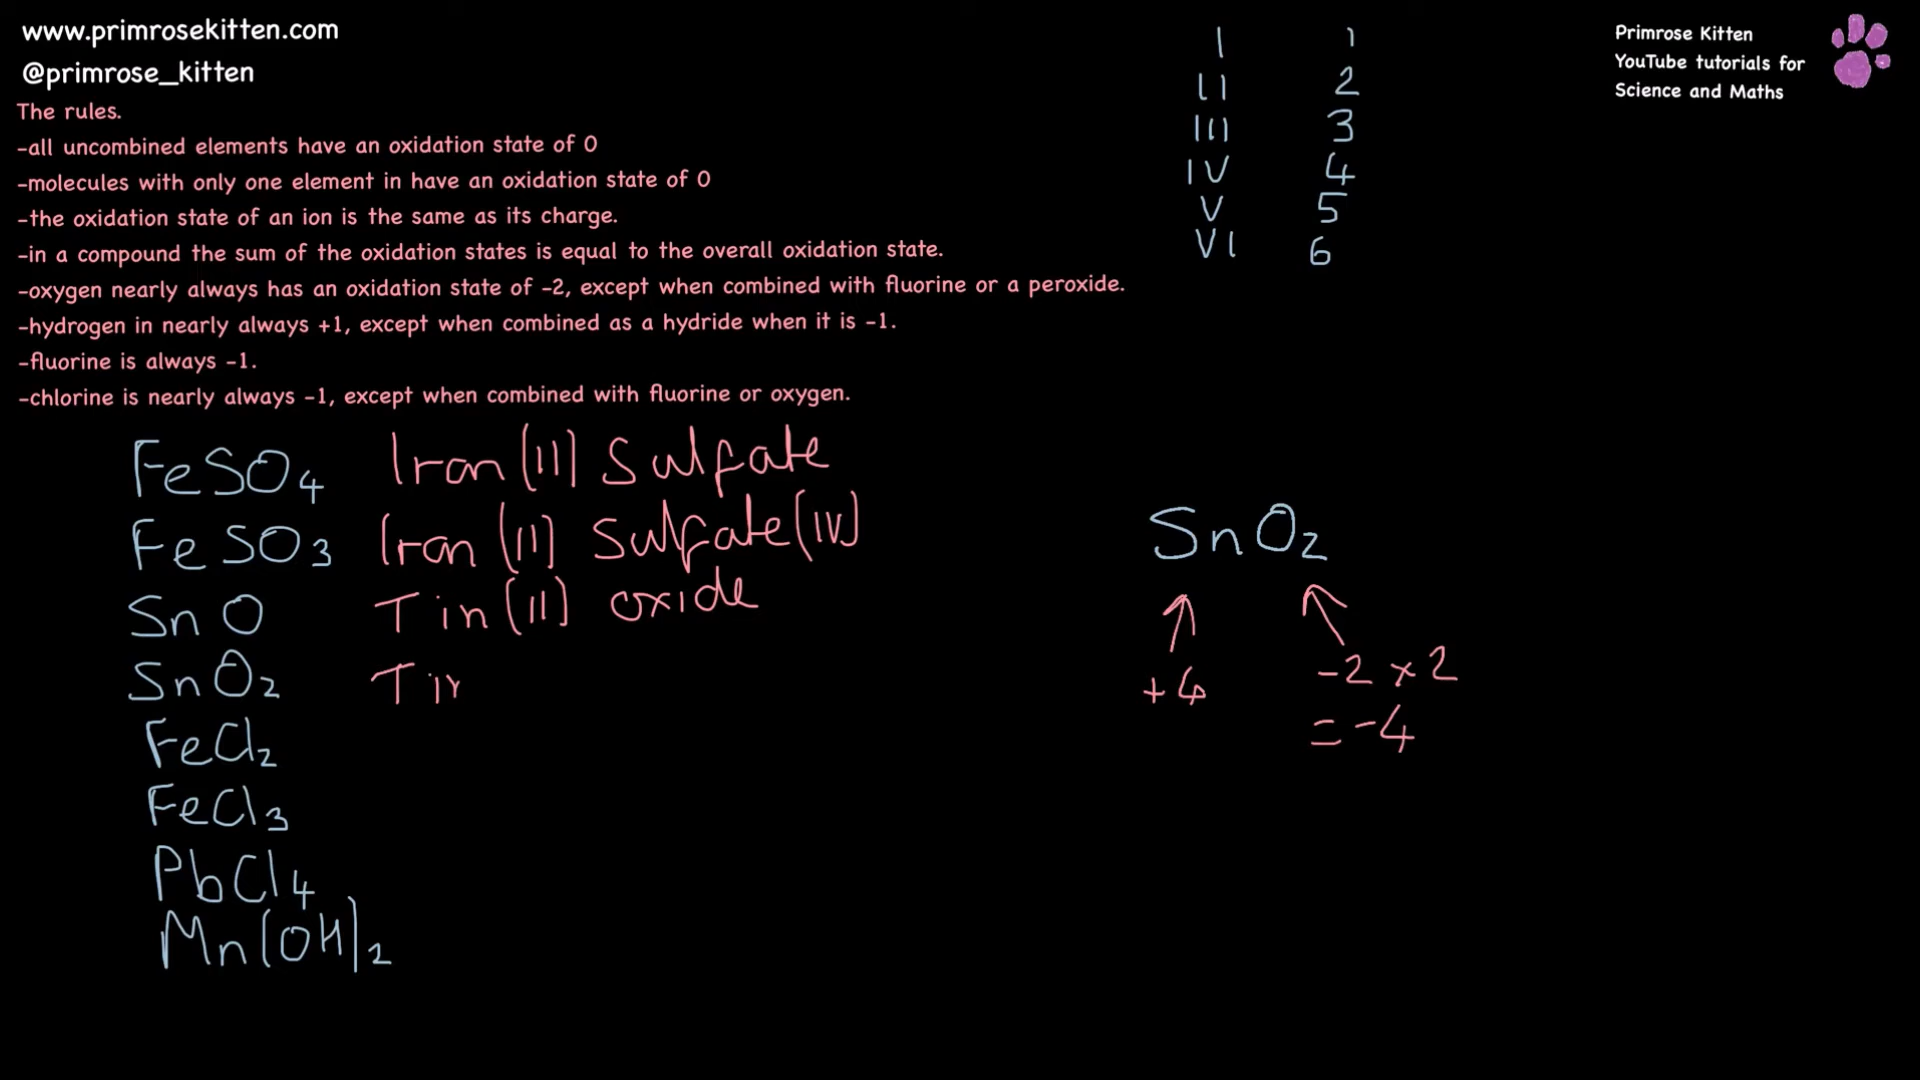 www.primrosekitten.com
@primrose_kitten
The rules.
-all uncombined elements have an oxidation state of 0
-molecules with only one element in have an oxidation state of 0
-the oxidation state of an ion is the same as its charge.
-in a compound the sum of the oxidation states is equal to the overall oxidation state.
-oxygen nearly always has an oxidation state of -2, except when combined with fluorine or a peroxide.
-hydrogen in nearly always +1, except when combined as a hydride when it is -1.
-fluorine is always -1.
-chlorine is nearly always -1, except when combined with fluorine or oxygen.
I 1
II 2
III 3
IV 4
V 5
VI 6
Primrose Kitten
YouTube tutorials for
Science and Maths
FeSO4 Iron (II) Sulfate
FeSO3 Iron (II) Sulfate (IV)
SnO Tin (II) oxide
SnO2 Tin
FeCl2
FeCl3
PbCl4
Mn(OH)2
SnO2
+4 -2 x 2
= -4